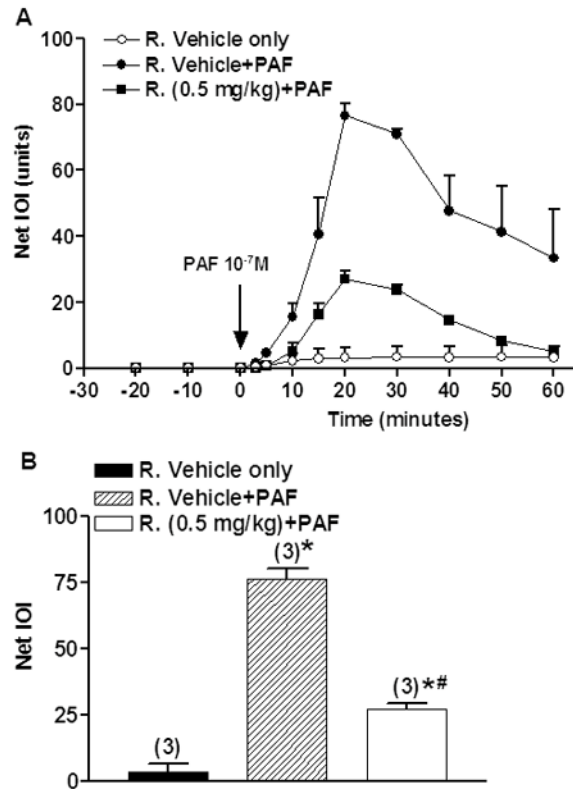 A
R. Vehicle only
R. Vehicle+PAF
R. (0.5 mg/kg)+PAF
100
80
60
40
20
0
Net IOI (units)
PAF 10⁻⁷M
-30 -20 -10 0 10 20 30 40 50 60
Time (minutes)
B
R. Vehicle only
R. Vehicle+PAF
R. (0.5 mg/kg)+PAF
100
75
50
25
0
Net IOI
(3)
(3)*
(3)*#